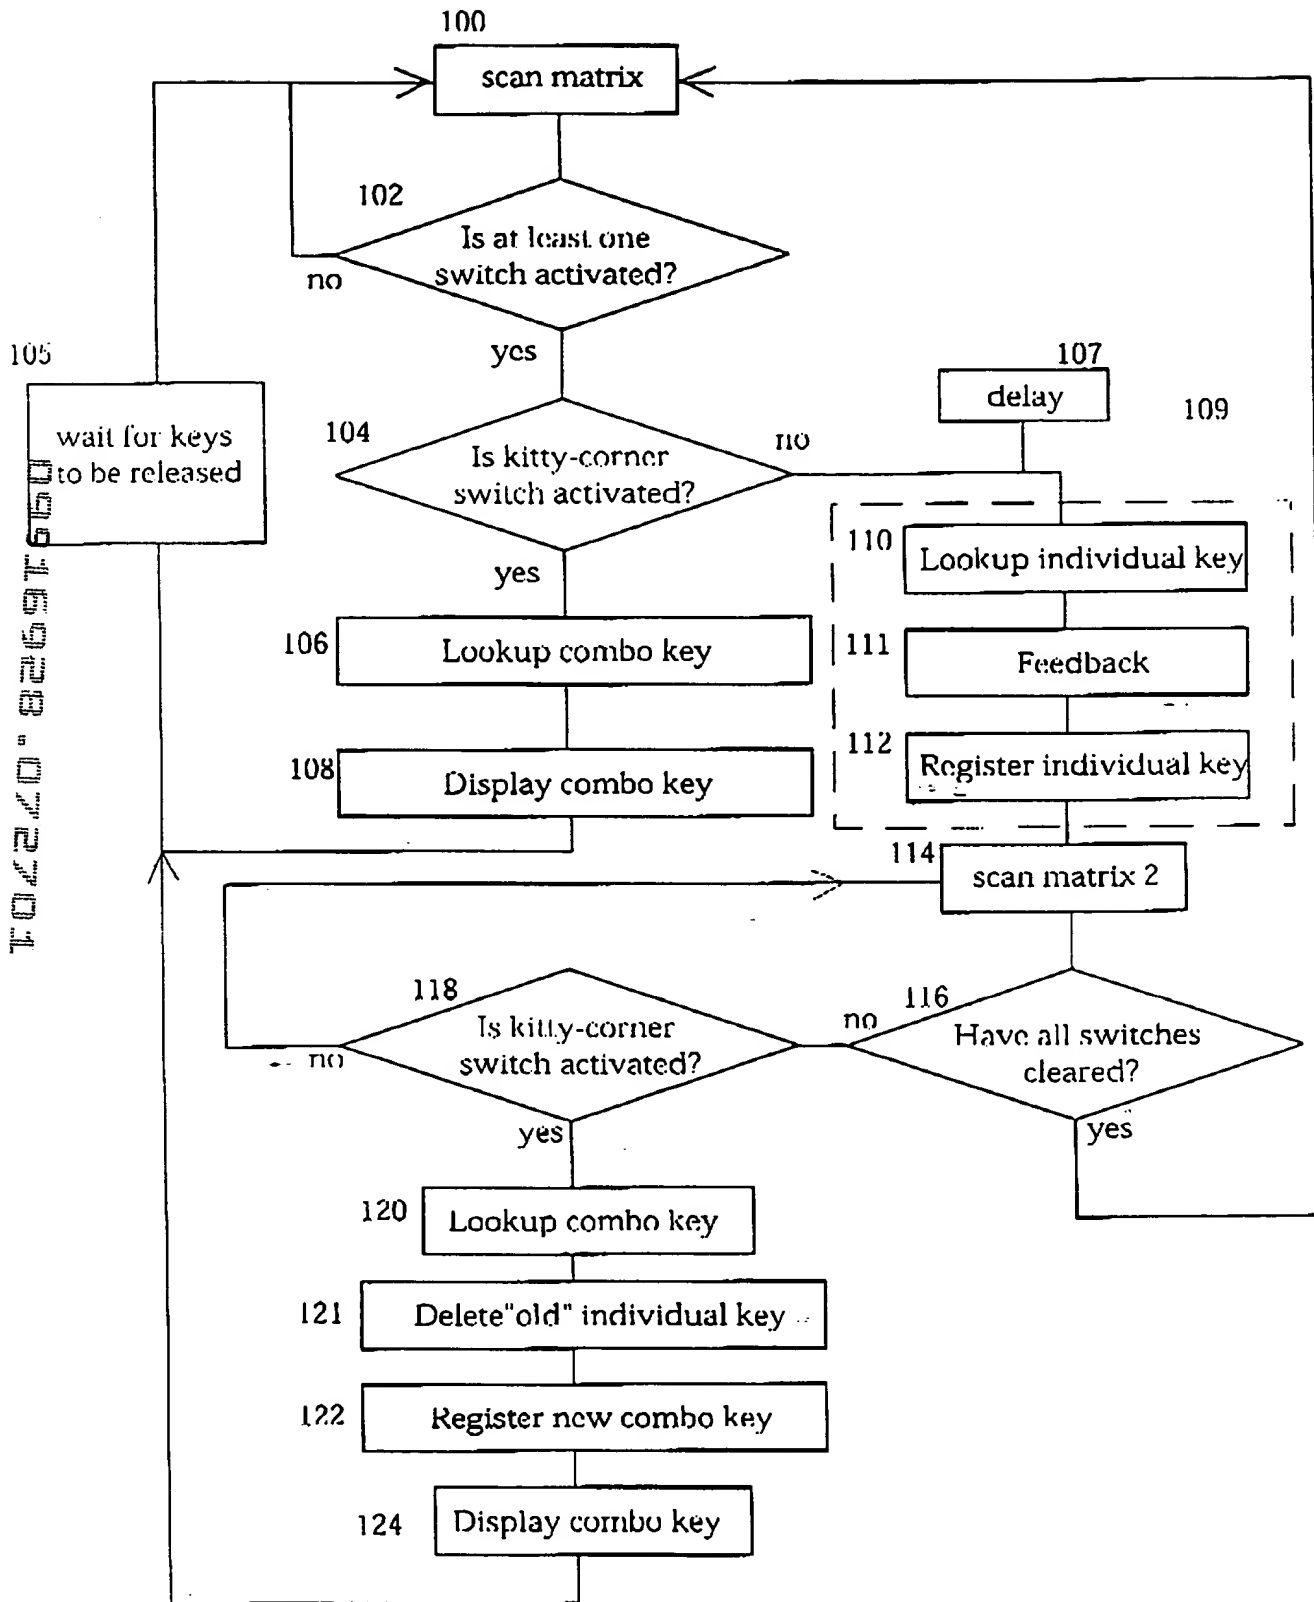 100
scan matrix
102
Is at least one
switch activated?
no
yes
105
wait for keys
to be released
107
delay
109
104
Is kitty-corner
switch activated?
no
yes
110
Lookup individual key
106
Lookup combo key
111
Feedback
112
Register individual key
108
Display combo key
114
scan matrix 2
118
Is kitty-corner
switch activated?
no
yes
116
no
Have all switches
cleared?
yes
120
Lookup combo key
121
Delete"old" individual key
122
Register new combo key
124
Display combo key
09916928.072701